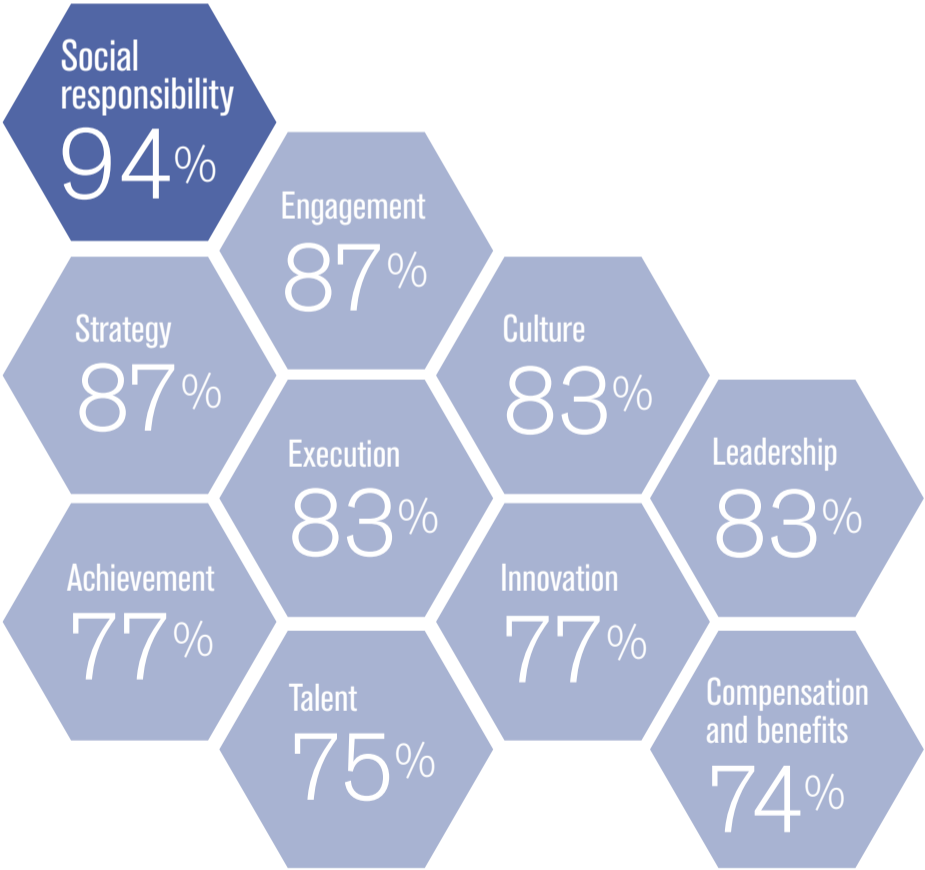 Social
responsibility
94%
Engagement
87%
Strategy
87%
Culture
83%
Execution
83%
Leadership
83%
Achievement
77%
Innovation
77%
Talent
75%
Compensation
and benefits
74%